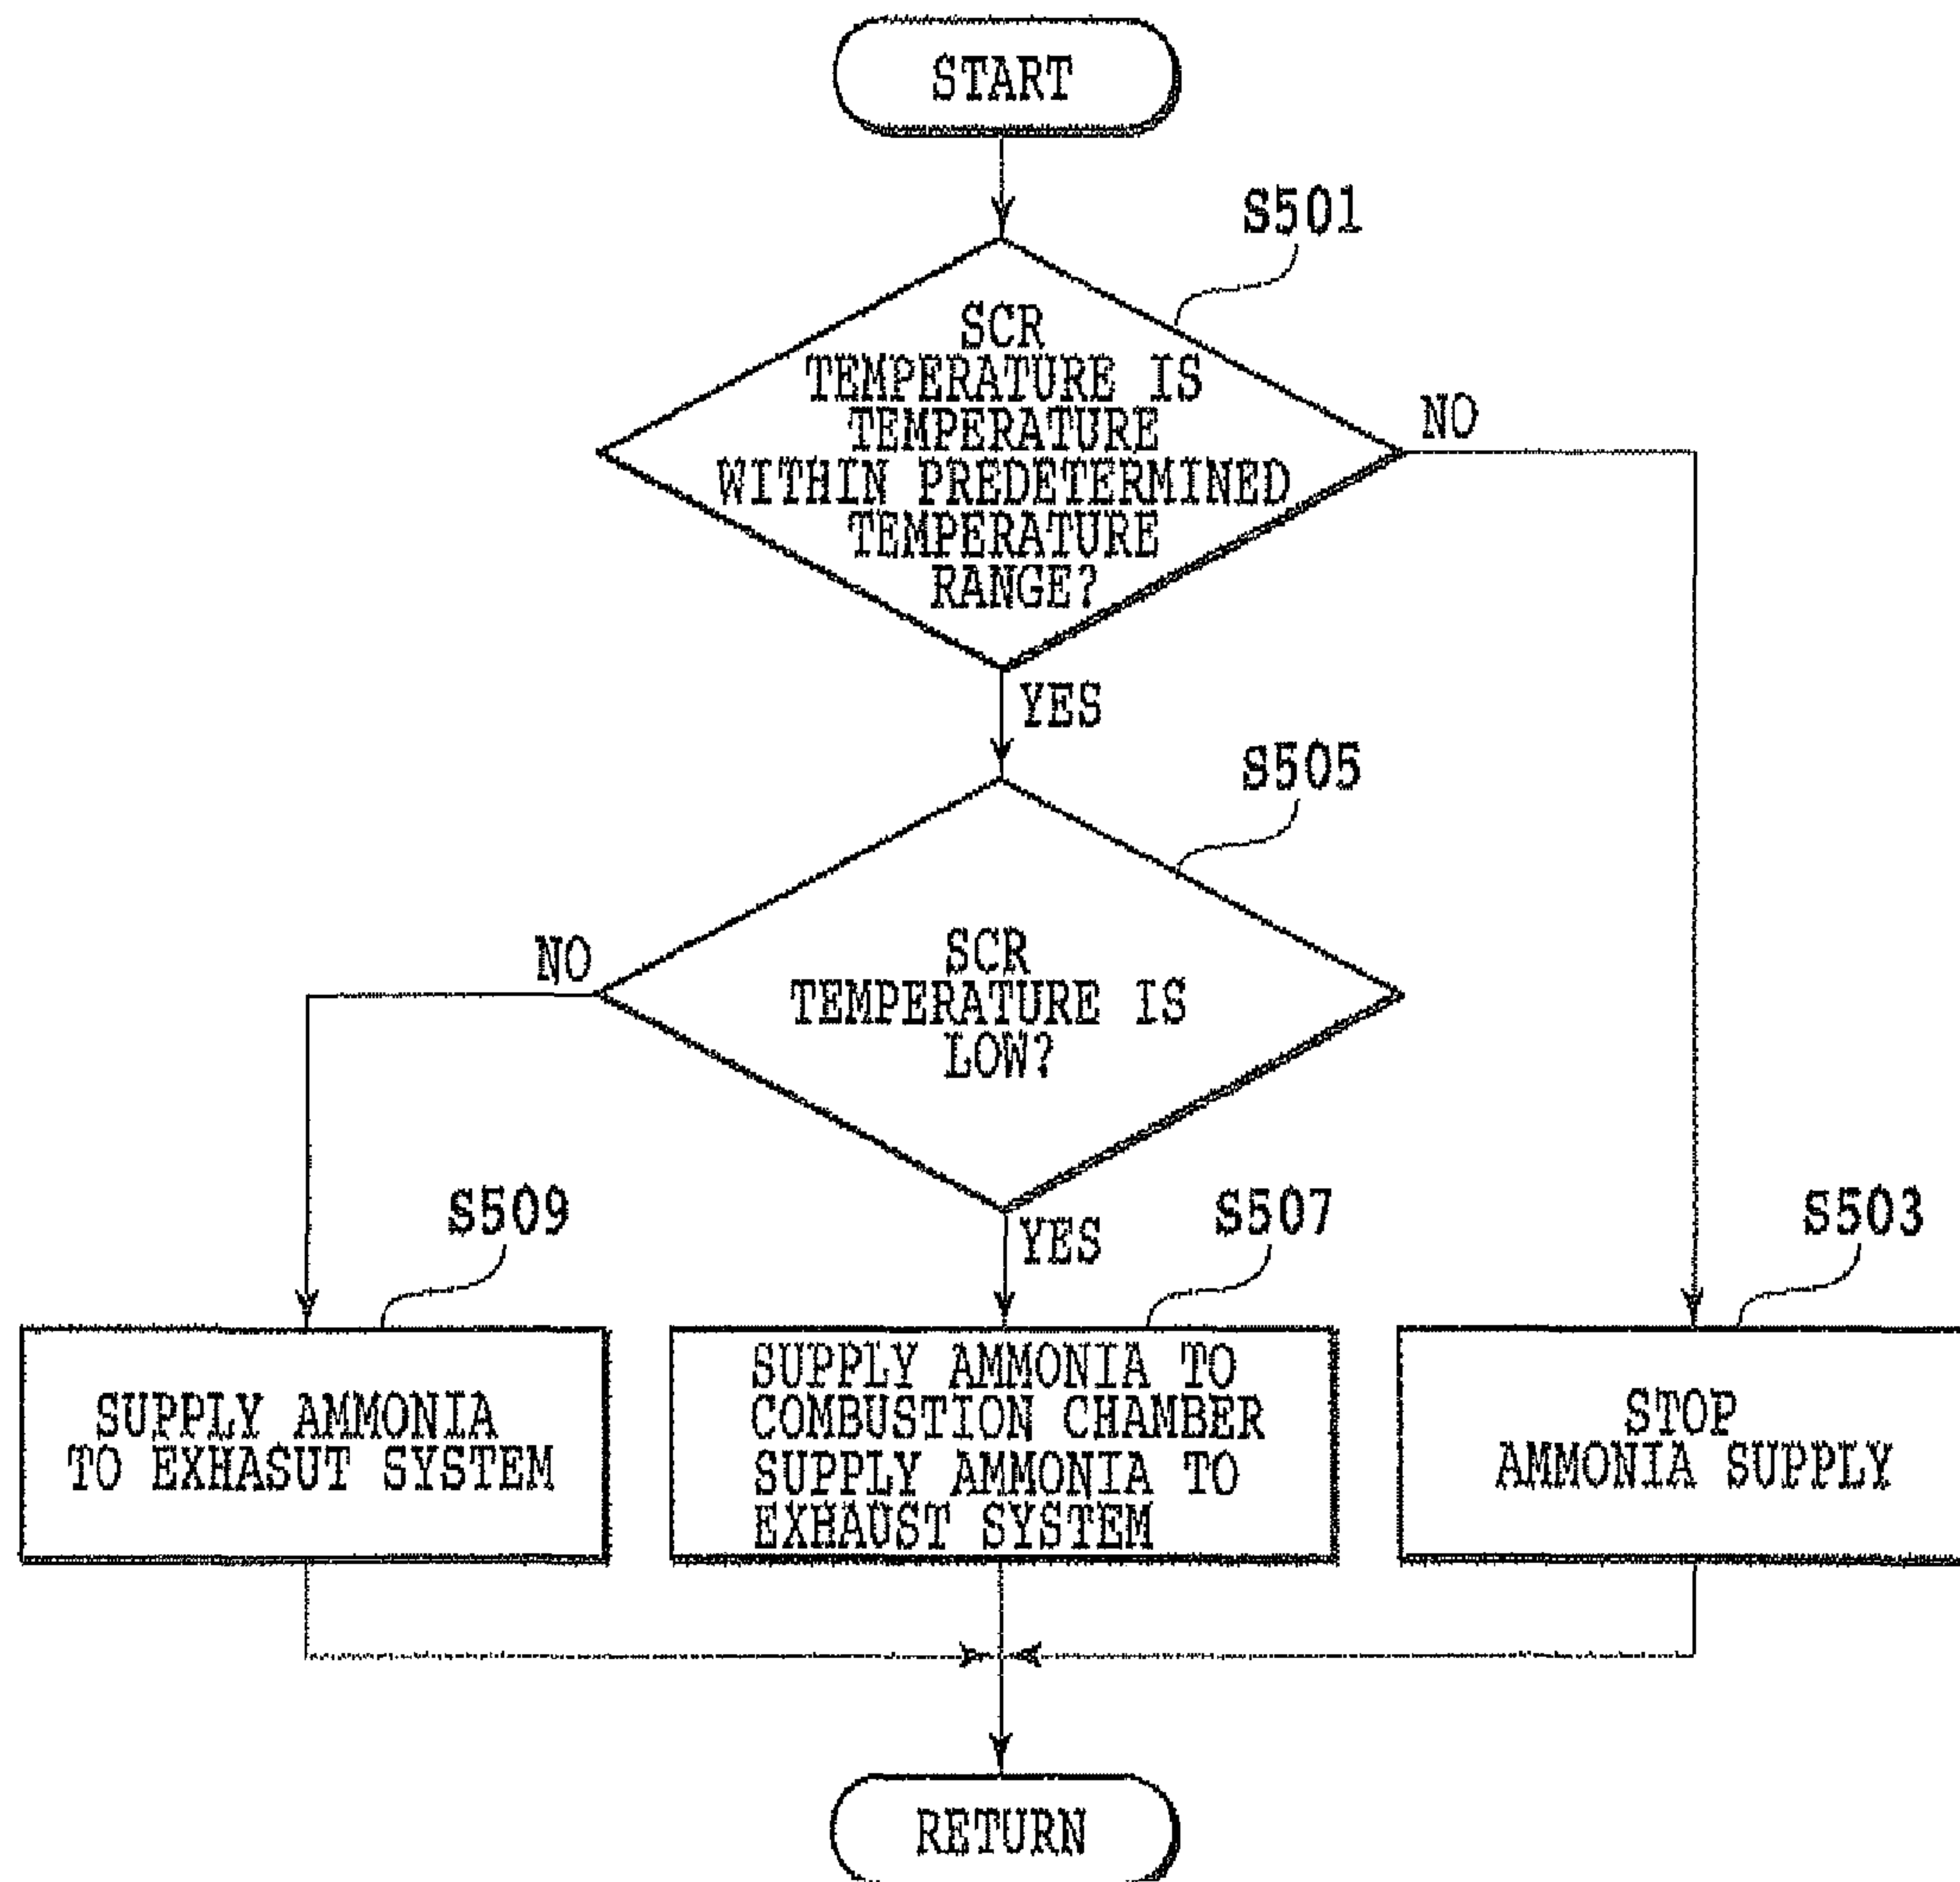 START
S501
SCR
TEMPERATURE IS
TEMPERATURE
WITHIN PREDETERMINED
TEMPERATURE
RANGE?
NO
YES
S505
SCR
TEMPERATURE IS
LOW?
NO
YES
S509
SUPPLY AMMONIA
TO EXHASUT SYSTEM
S507
SUPPLY AMMONIA TO
COMBUSTION CHAMBER
SUPPLY AMMONIA TO
EXHAUST SYSTEM
S503
STOP
AMMONIA SUPPLY
RETURN